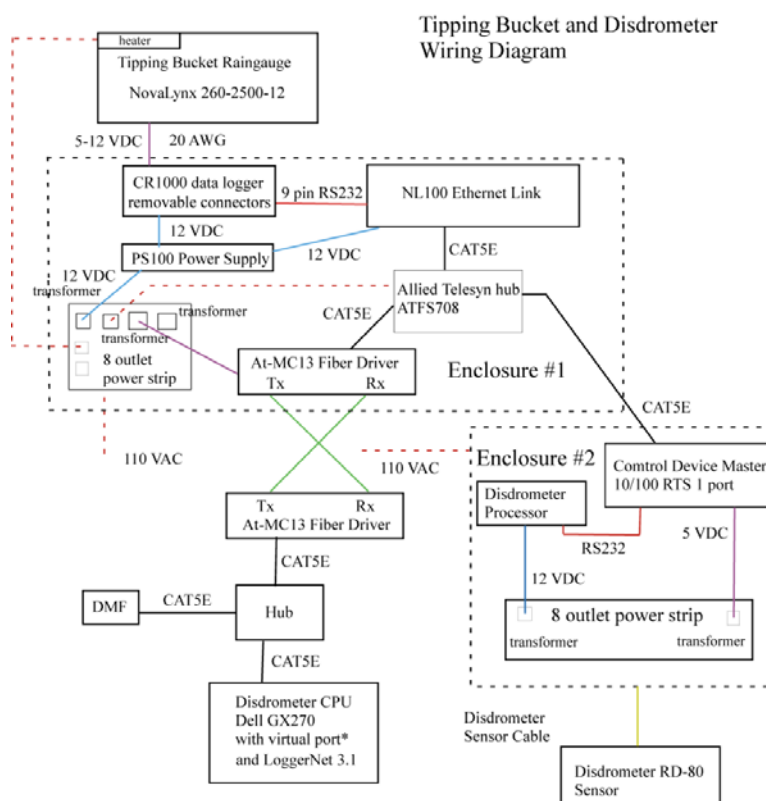 Tipping Bucket and Disdrometer
Wiring Diagram
heater
Tipping Bucket Raingauge
NovaLynx 260-2500-12
5-12 VDC
20 AWG
CR1000 data logger
removable connectors
9 pin RS232
NL100 Ethernet Link
12 VDC
PS100 Power Supply
12 VDC
CAT5E
12 VDC
transformer
transformer
transformer
8 outlet
power strip
Allied Telesyn hub
ATFS708
CAT5E
At-MC13 Fiber Driver
Tx
Rx
Enclosure #1
CAT5E
110 VAC
110 VAC
Enclosure #2
Comtrol Device Master
10/100 RTS 1 port
Disdrometer
Processor
RS232
5 VDC
12 VDC
8 outlet power strip
transformer
transformer
Tx
Rx
At-MC13 Fiber Driver
CAT5E
DMF
CAT5E
Hub
CAT5E
Disdrometer CPU
Dell GX270
with virtual port*
and LoggerNet 3.1
Disdrometer
Sensor Cable
Disdrometer RD-80
Sensor